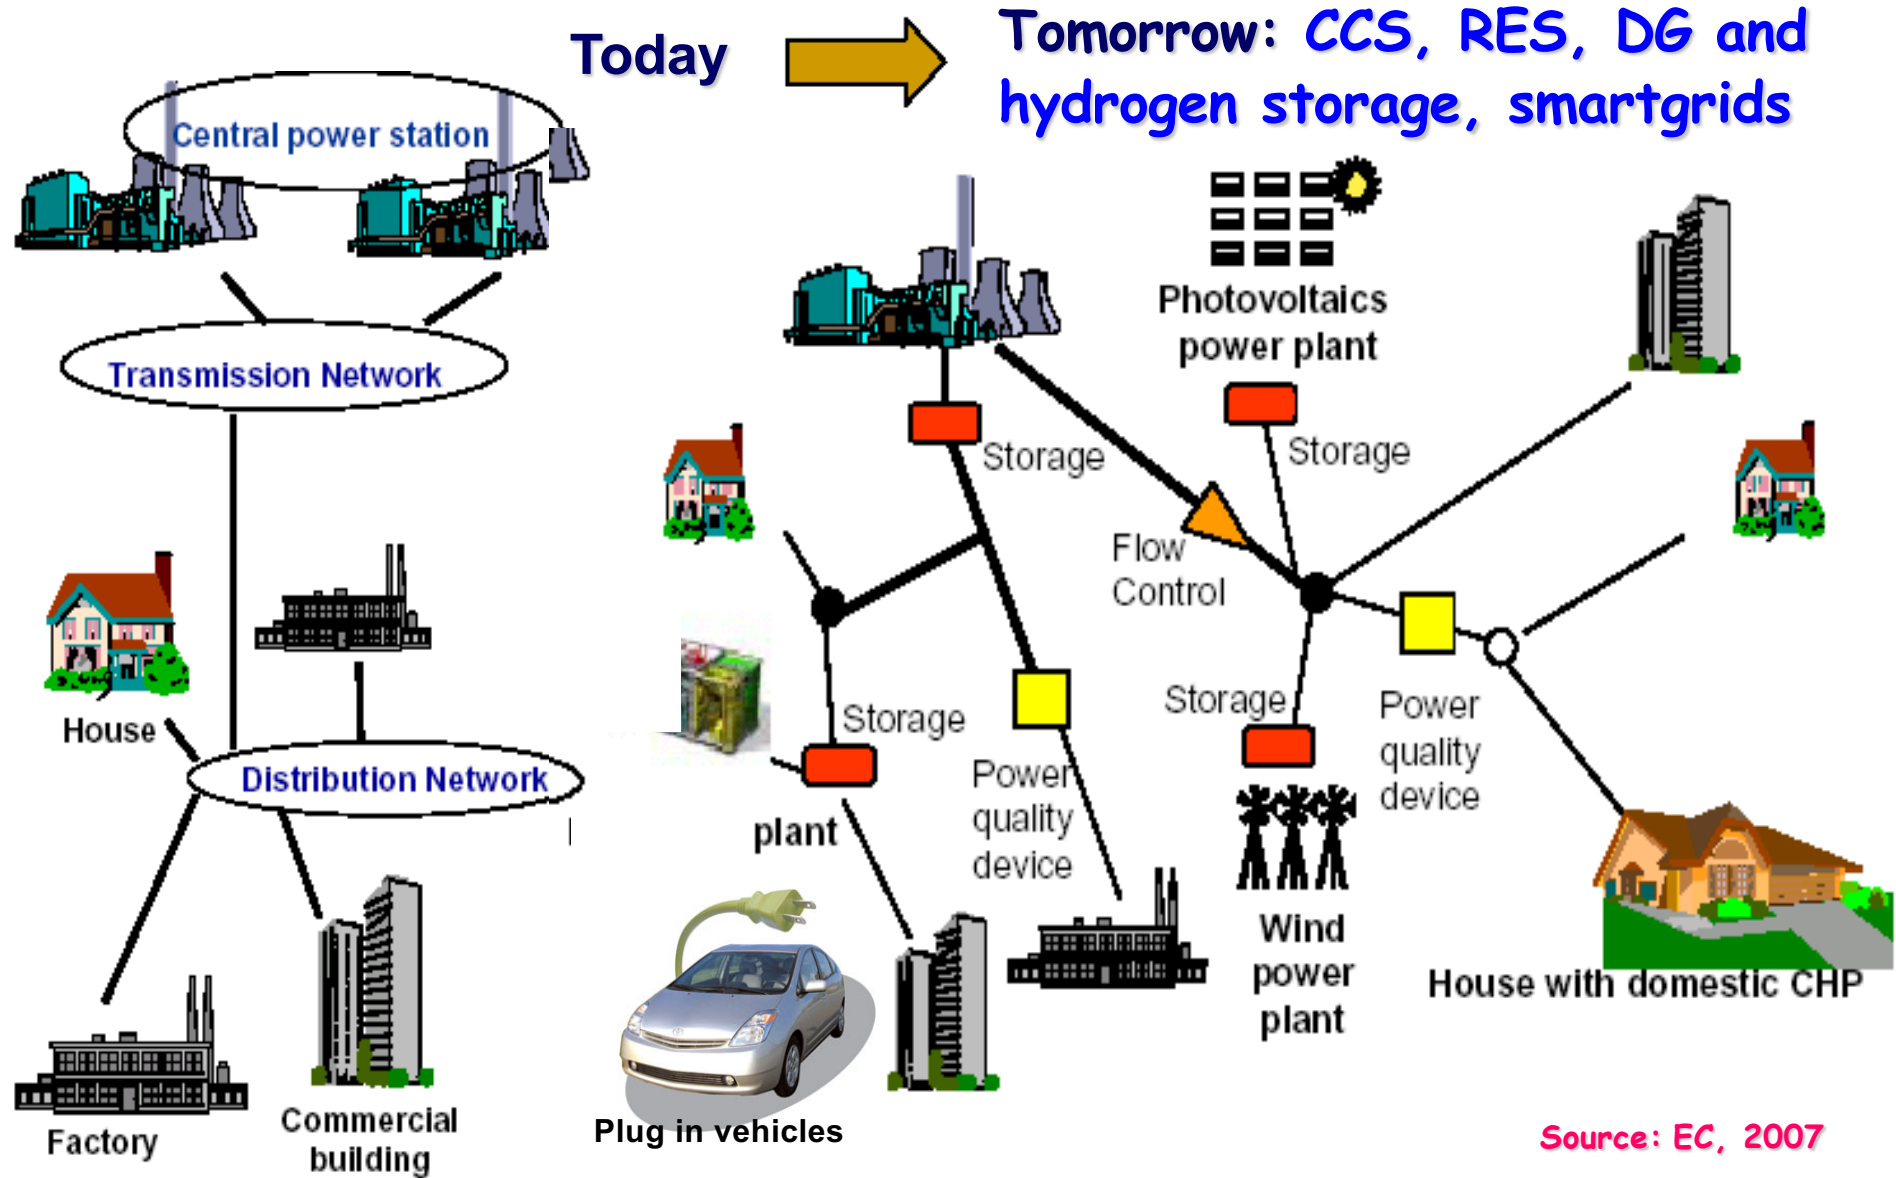 Today
Tomorrow: CCS, RES, DG and
hydrogen storage, smartgrids
Central power station
Transmission Network
House
Distribution Network
Factory
Commercial
building
Photovoltaics
power plant
Storage
Storage
Flow
Control
Storage
Storage
Power
quality
device
Power
quality
device
plant
Wind
power
plant
House with domestic CHP
Plug in vehicles
Source: EC, 2007